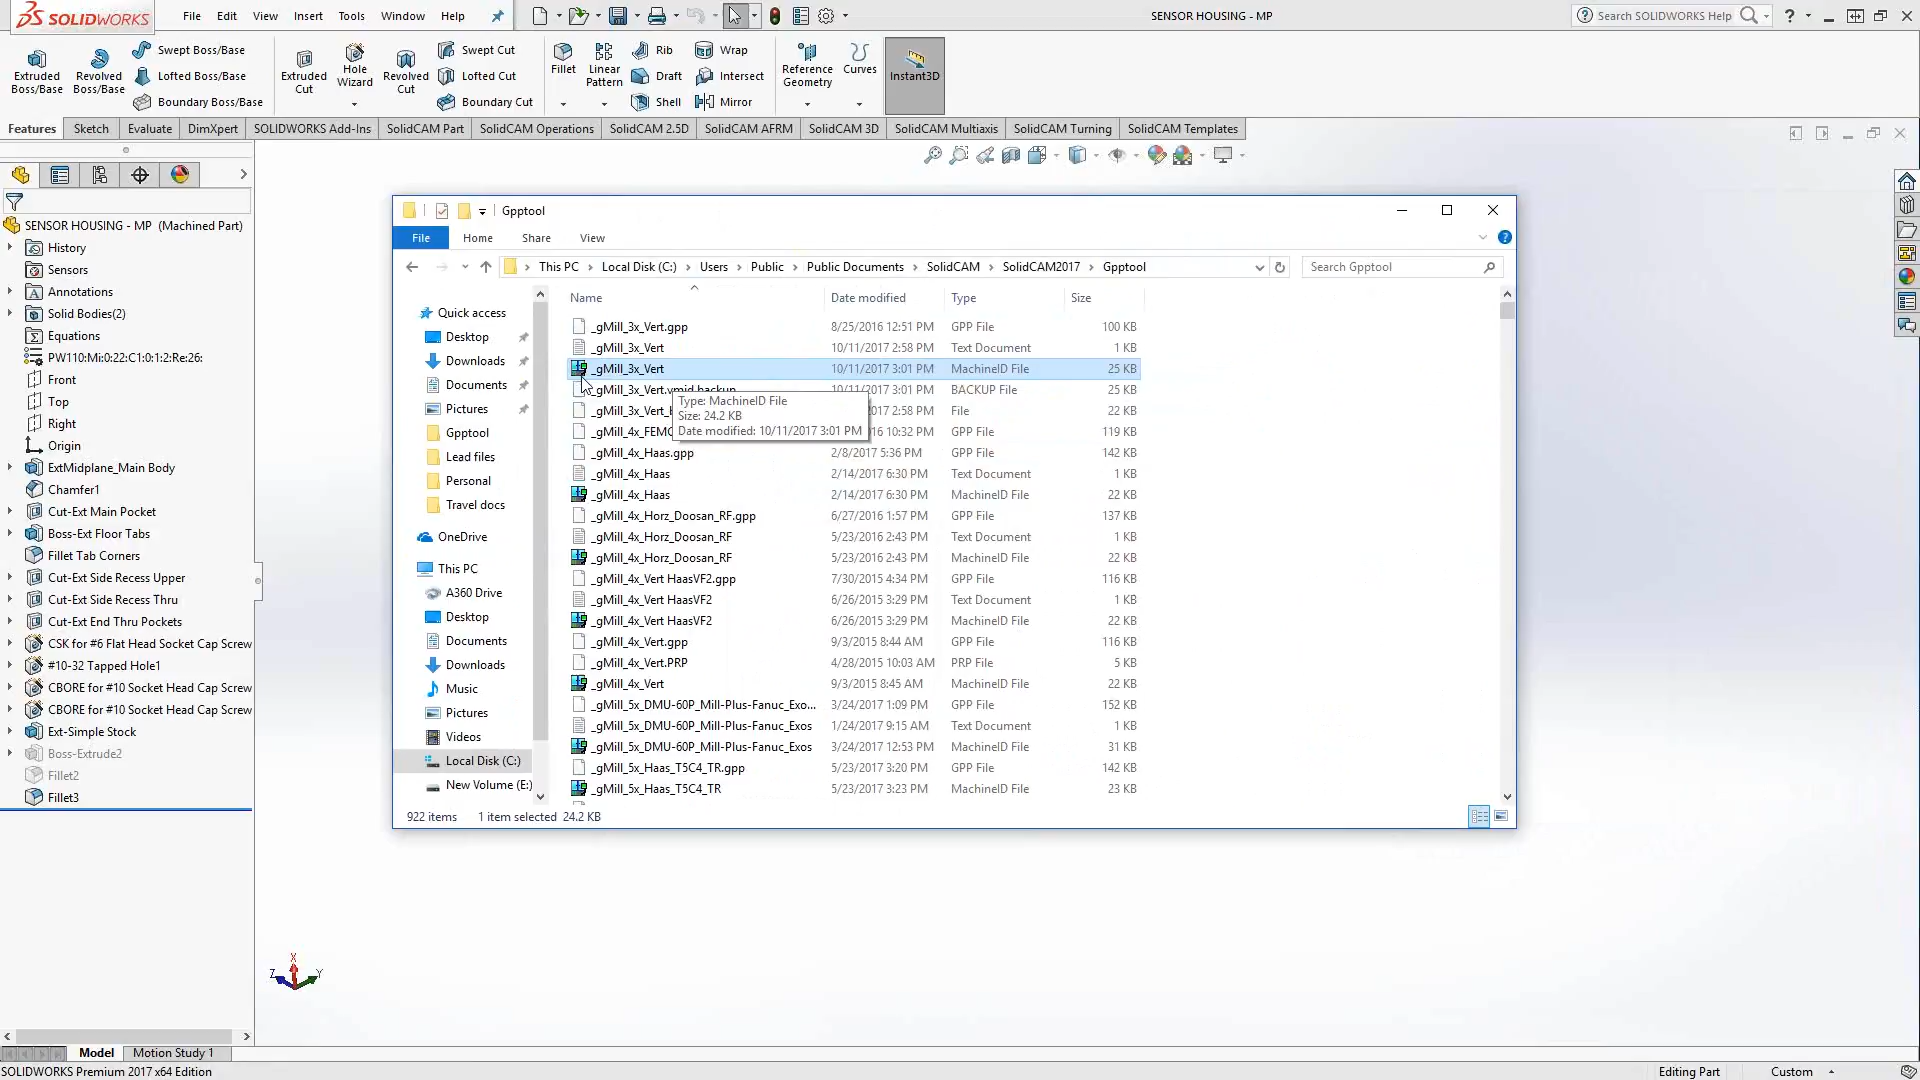 SOLIDWORKS File Edit View Insert Tools Window Help SENSOR HOUSING - MP Search SOLIDWORKS Help ?
Extruded Boss/Base Revolved Boss/Base Swept Boss/Base Lofted Boss/Base Boundary Boss/Base
Extruded Cut Hole Wizard Revolved Cut Swept Cut Lofted Cut Boundary Cut
Fillet Linear Pattern Rib Draft Shell Wrap Intersect Mirror
Reference Geometry Curves Instant3D
Features Sketch Evaluate DimXpert SOLIDWORKS Add-Ins SolidCAM Part SolidCAM Operations SolidCAM 2.5D SolidCAM AFRM SolidCAM 3D SolidCAM Multiaxis SolidCAM Turning SolidCAM Templates
SENSOR HOUSING - MP (Machined Part)
History
Sensors
Annotations
Solid Bodies(2)
Equations
PW110:Mi:0:22:C1:0:1:2:Re:26:
Front
Top
Right
Origin
ExtMidplane_Main Body
Chamfer1
Cut-Ext Main Pocket
Boss-Ext Floor Tabs
Fillet Tab Corners
Cut-Ext Side Recess Upper
Cut-Ext Side Recess Thru
Cut-Ext End Thru Pockets
CSK for #6 Flat Head Socket Cap Screw
#10-32 Tapped Hole1
CBORE for #10 Socket Head Cap Screw
CBORE for #10 Socket Head Cap Screw
Ext-Simple Stock
Boss-Extrude2
Fillet2
Fillet3
Gpptool
File Home Share View
This PC Local Disk (C:) Users Public Public Documents SolidCAM SolidCAM2017 Gpptool Search Gpptool
Quick access
Desktop
Downloads
Documents
Pictures
Gpptool
Lead files
Personal
Travel docs
OneDrive
This PC
A360 Drive
Desktop
Documents
Downloads
Music
Pictures
Videos
Local Disk (C:)
New Volume (E:)
Name Date modified Type Size
_gMill_3x_Vert.gpp 8/25/2016 12:51 PM GPP File 100 KB
_gMill_3x_Vert 10/11/2017 2:58 PM Text Document 1 KB
_gMill_3x_Vert 10/11/2017 3:01 PM MachineID File 25 KB
_gMill_3x_Vert.vmid.backup 10/11/2017 3:01 PM BACKUP File 25 KB
_gMill_3x_Vert 2017 2:58 PM File 22 KB
_gMill_4x_FEMC 16 10:32 PM GPP File 119 KB
_gMill_4x_Haas.gpp 2/8/2017 5:36 PM GPP File 142 KB
_gMill_4x_Haas 2/14/2017 6:30 PM Text Document 1 KB
_gMill_4x_Haas 2/14/2017 6:30 PM MachineID File 22 KB
_gMill_4x_Horz_Doosan_RF.gpp 6/27/2016 1:57 PM GPP File 137 KB
_gMill_4x_Horz_Doosan_RF 5/23/2016 2:43 PM Text Document 1 KB
_gMill_4x_Horz_Doosan_RF 5/23/2016 2:43 PM MachineID File 22 KB
_gMill_4x_Vert HaasVF2.gpp 7/30/2015 4:34 PM GPP File 116 KB
_gMill_4x_Vert HaasVF2 6/26/2015 3:29 PM Text Document 1 KB
_gMill_4x_Vert HaasVF2 6/26/2015 3:29 PM MachineID File 22 KB
_gMill_4x_Vert.gpp 9/3/2015 8:44 AM GPP File 116 KB
_gMill_4x_Vert.PRP 4/28/2015 10:03 AM PRP File 5 KB
_gMill_4x_Vert 9/3/2015 8:45 AM MachineID File 22 KB
_gMill_5x_DMU-60P_Mill-Plus-Fanuc_Exo... 3/24/2017 1:09 PM GPP File 152 KB
_gMill_5x_DMU-60P_Mill-Plus-Fanuc_Exos 1/24/2017 9:15 AM Text Document 1 KB
_gMill_5x_DMU-60P_Mill-Plus-Fanuc_Exos 3/24/2017 12:53 PM MachineID File 31 KB
_gMill_5x_Haas_T5C4_TR.gpp 5/23/2017 3:20 PM GPP File 142 KB
_gMill_5x_Haas_T5C4_TR 5/23/2017 3:23 PM MachineID File 23 KB
Type: MachineID File
Size: 24.2 KB
Date modified: 10/11/2017 3:01 PM
922 items 1 item selected 24.2 KB
X
Z Y
Model Motion Study 1
SOLIDWORKS Premium 2017 x64 Edition Editing Part Custom